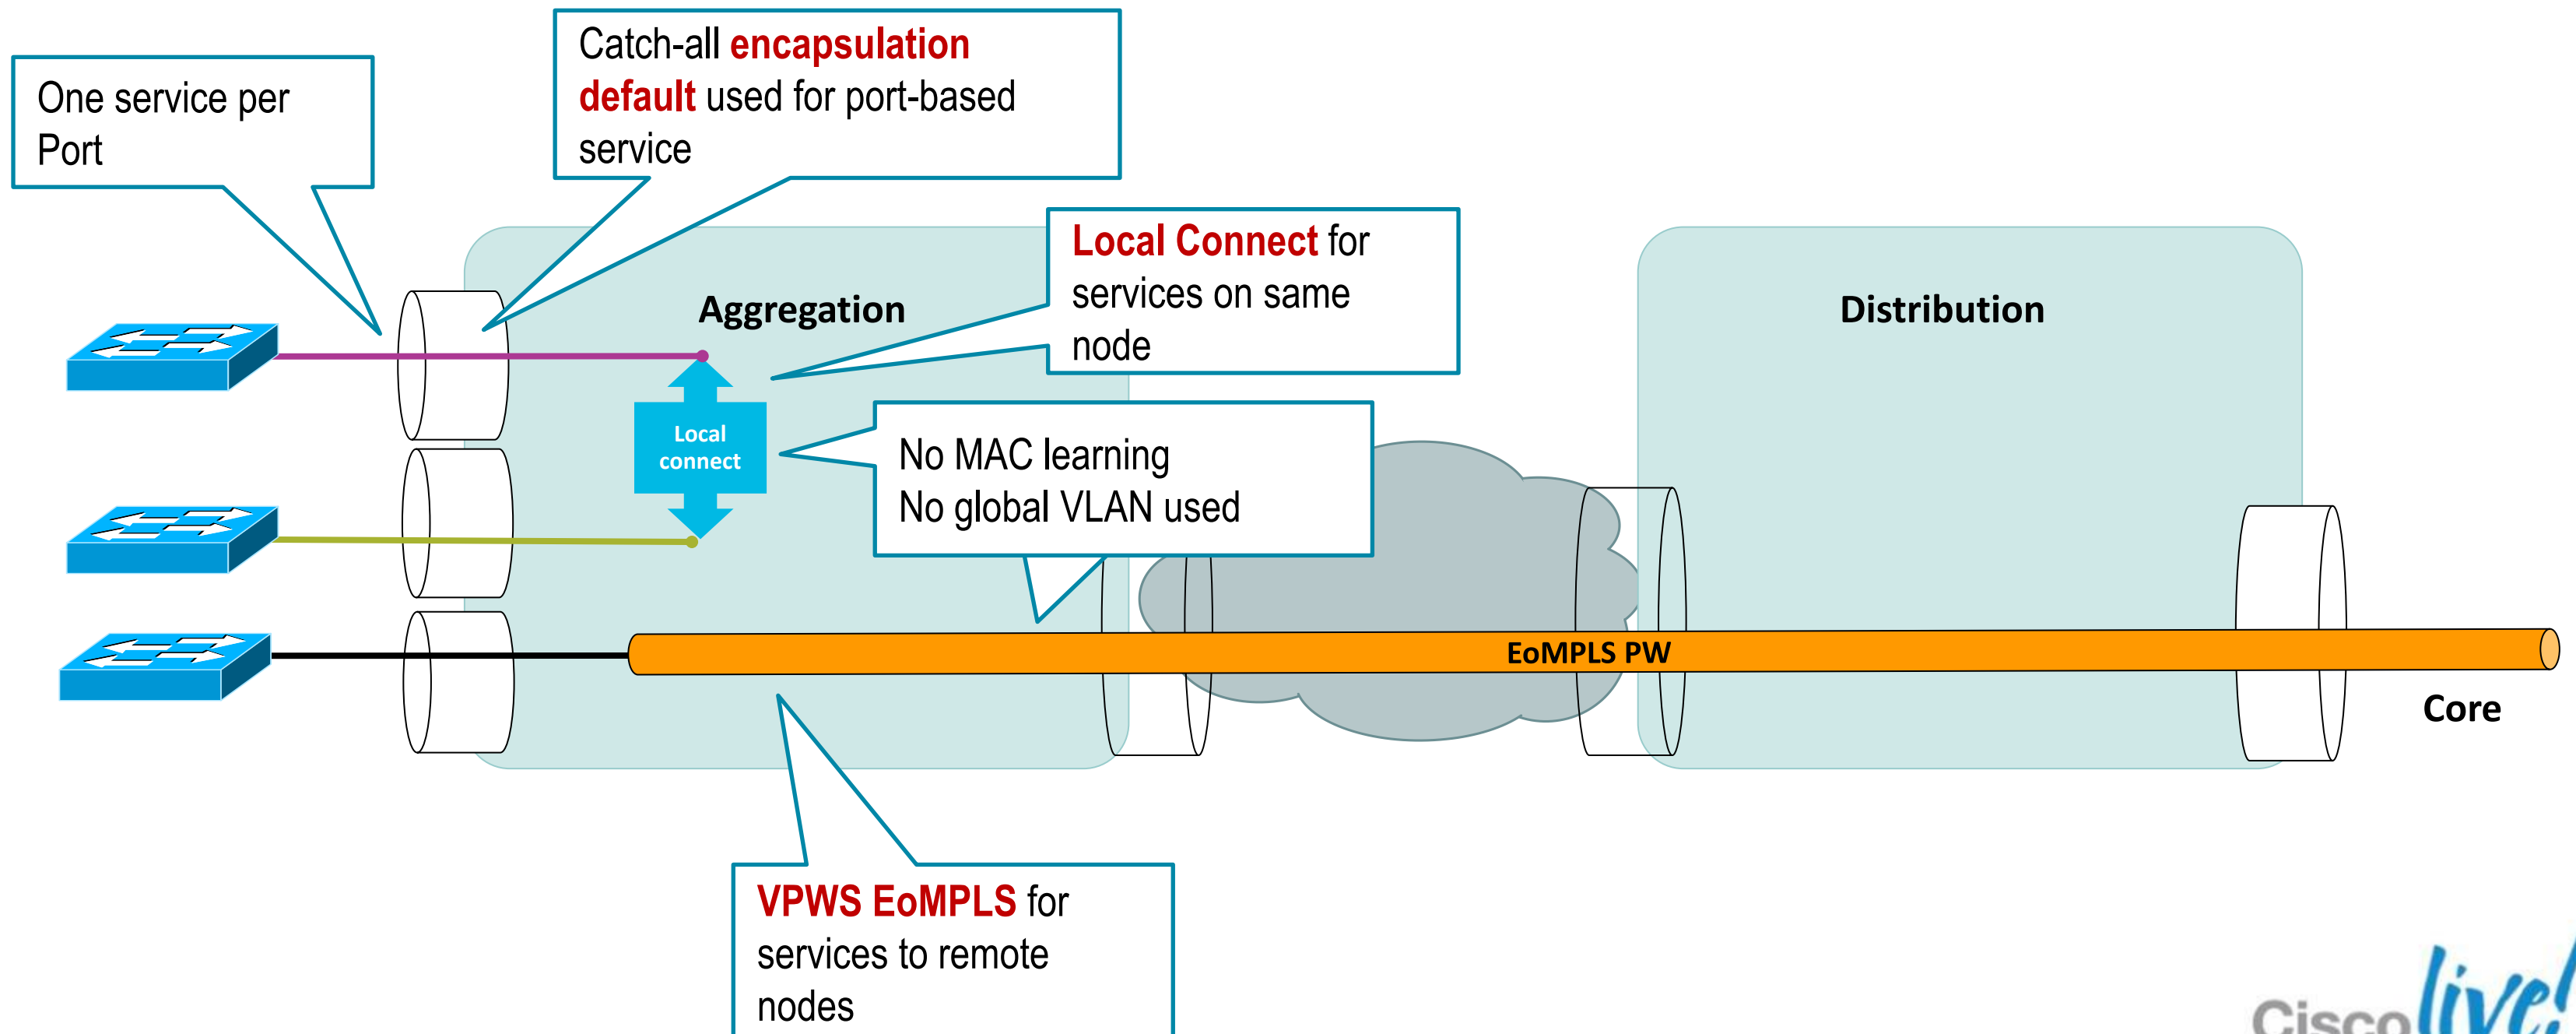 One service per
Port
Catch-all encapsulation
default used for port-based
service
Local Connect for
services on same
node
Aggregation
Distribution
Local
connect
No MAC learning
No global VLAN used
EoMPLS PW
Core
VPWS EoMPLS for
services to remote
nodes
Cisco live!